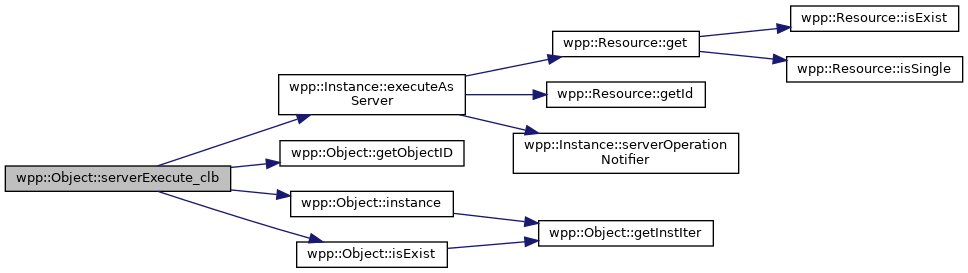 wpp::Object::serverExecute_clb
wpp::Instance::executeAs
Server
wpp::Resource::get
wpp::Resource::isExist
wpp::Resource::isSingle
wpp::Resource::getId
wpp::Instance::serverOperation
Notifier
wpp::Object::getObjectID
wpp::Object::instance
wpp::Object::getInstIter
wpp::Object::isExist